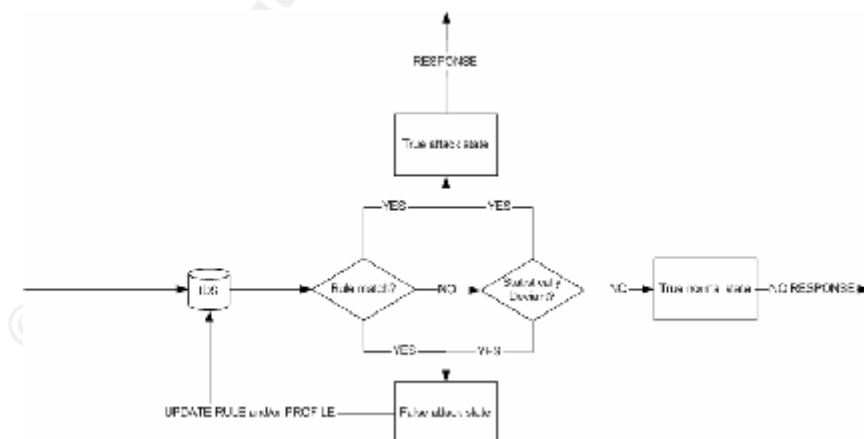 RESPONSE
True attack state
YES
YES
IDS
Rule match?
NO
Statistically
Deviant?
NO
True normal state
NO RESPONSE
YES
YES
UPDATE RULE and/or PROFILE
False attack state
©